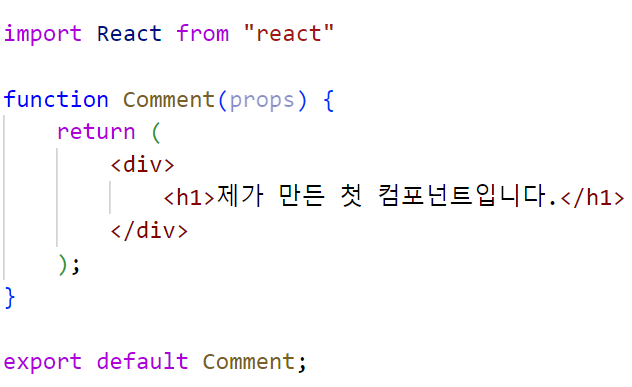 import React from "react"
function Comment(props) {
    return (
        <div>
            <h1>제가 만든 첫 컴포넌트입니다.</h1>
        </div>
    );
}
export default Comment;